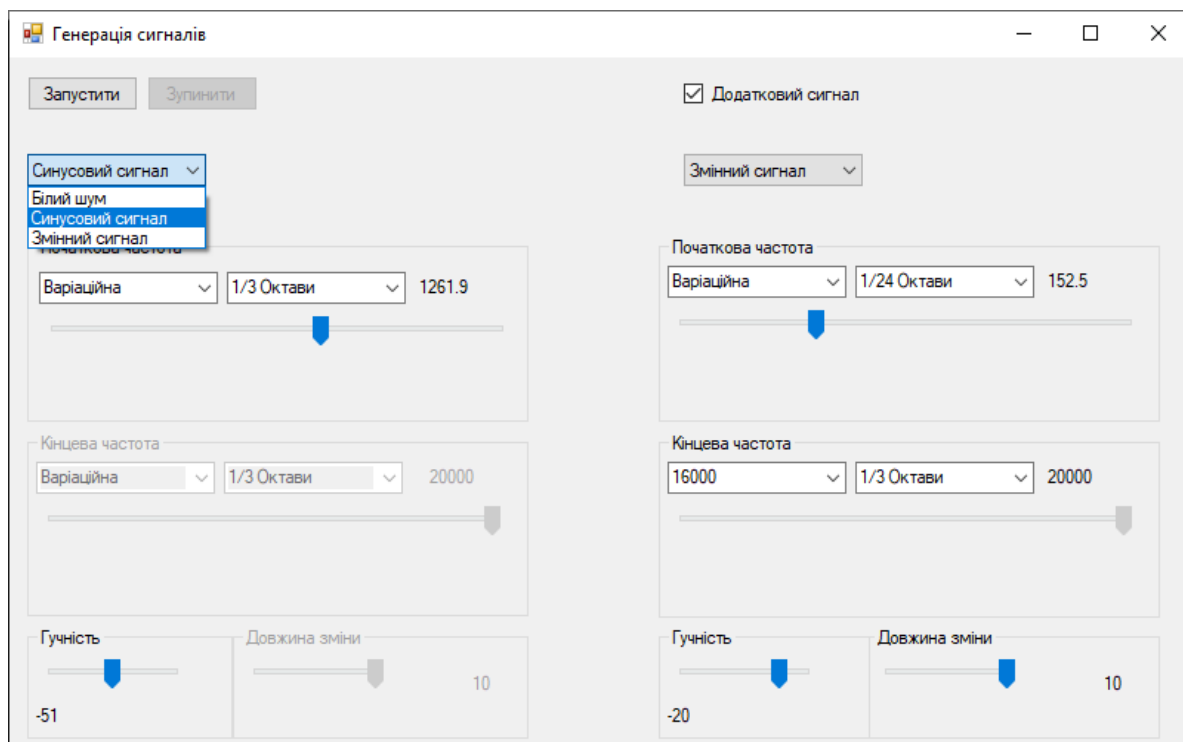 Генерація сигналів
Запустити Зупинити Додатковий сигнал
Синусовий сигнал Змінний сигнал
Білий шум
Синусовий сигнал
Змінний сигнал
Початкова частота Початкова частота
Варіаційна 1/3 Октави 1261.9 Варіаційна 1/24 Октави 152.5
Кінцева частота Кінцева частота
Варіаційна 1/3 Октави 20000 16000 1/3 Октави 20000
Гучність Довжина зміни Гучність Довжина зміни
10 10
-51 -20